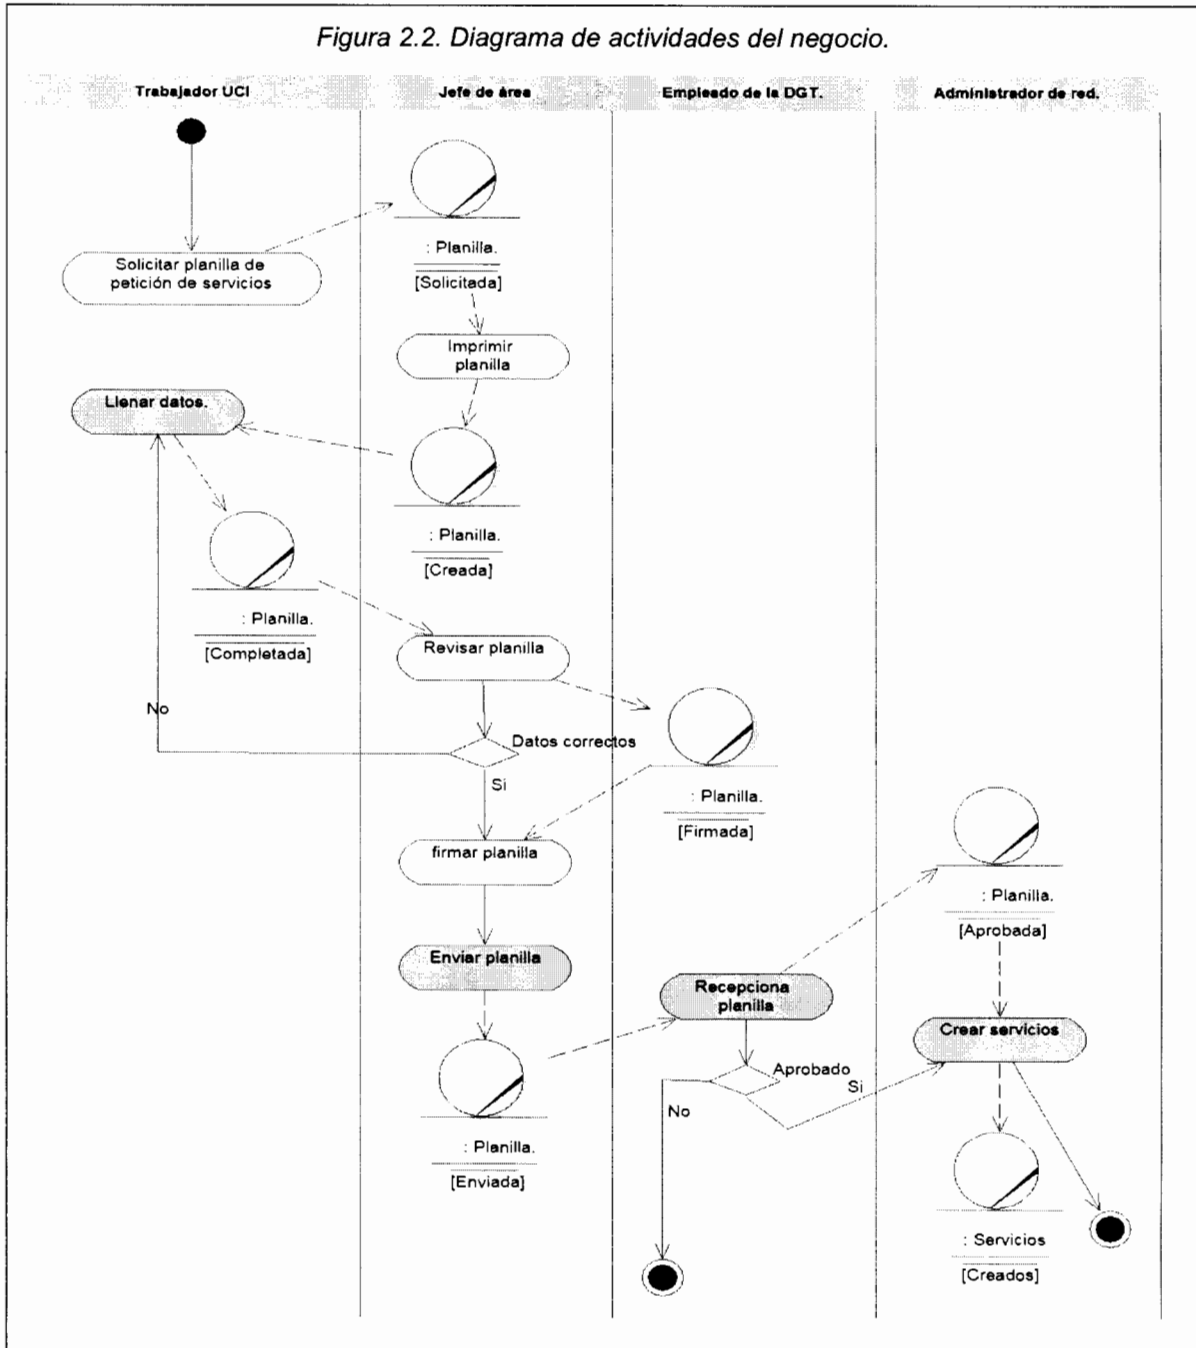 Figura 2.2. Diagrama de actividades del negocio.
Trabajador UCI
Jefe de área
Empleado de la DGT.
Administrador de red.
: Planilla.
[Solicitada]
Solicitar planilla de
petición de servicios
Imprimir
planilla
Llenar datos.
: Planilla.
[Creada]
: Planilla.
[Completada]
Revisar planilla
No
Datos correctos
Si
: Planilla.
[Firmada]
firmar planilla
: Planilla.
[Aprobada]
Enviar planilla
Recepciona
planilla
Crear servicios
Aprobado
Si
No
: Planilla.
[Enviada]
: Servicios
[Creados]